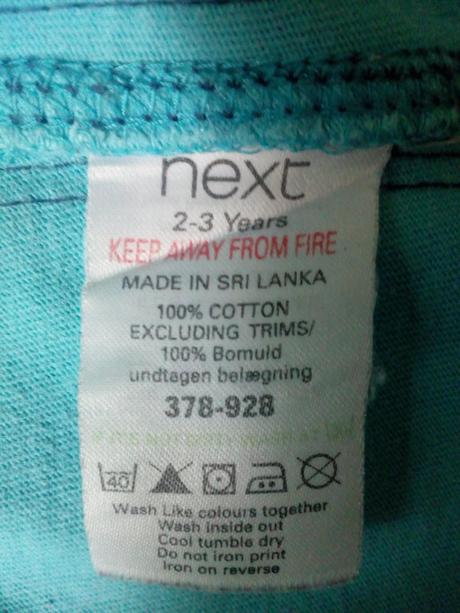 next
2-3 Years
KEEP AWAY FROM FIRE
MADE IN SRI LANKA
100% COTTON
EXCLUDING TRIMS/
100% Bomuld
undtagen belægning
378-928
40
Wash Like colours together
Wash inside out
Cool tumble dry
Do not iron print
Iron on reverse